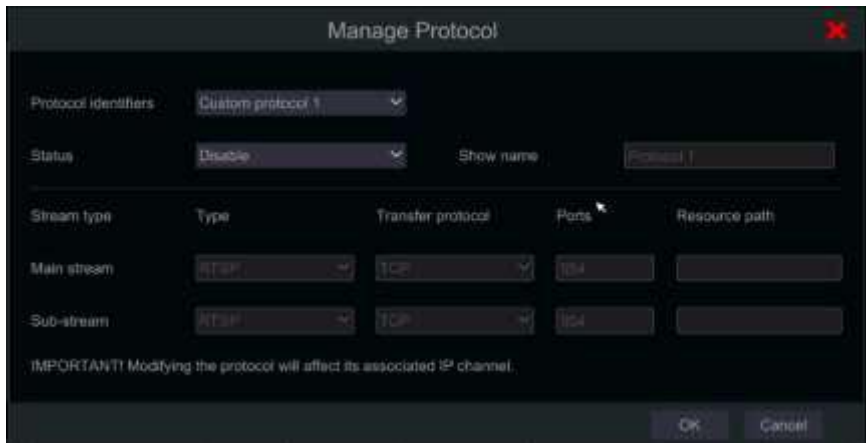 Manage Protocol
Protocol identifiers Custom protocol 1
Status Disable Show name Protocol 1
Stream type Type Transfer protocol Ports Resource path
Main stream RTSP TCP 554
Sub-stream RTSP TCP 554
IMPORTANT! Modifying the protocol will affect its associated IP channel.
OK Cancel